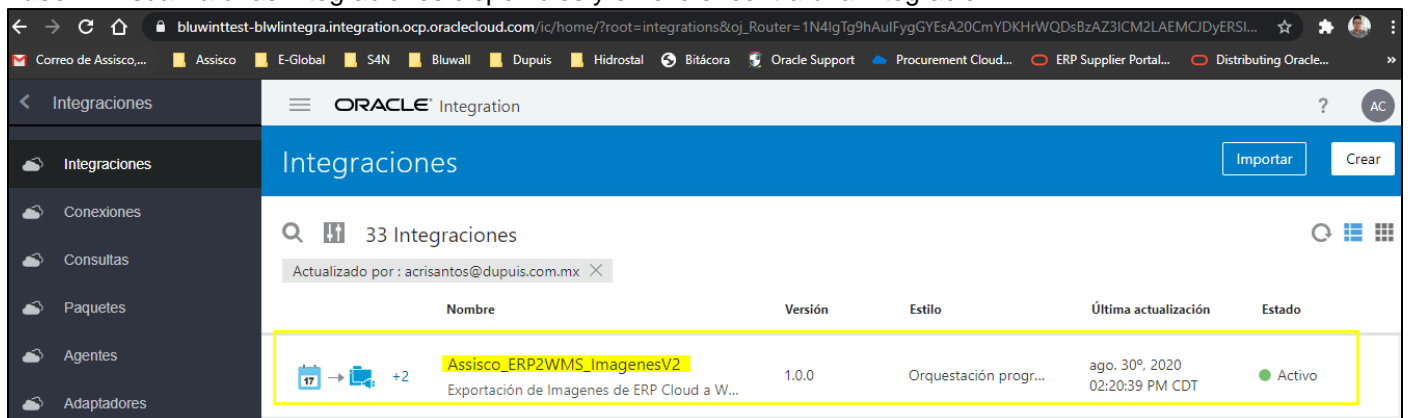 bluwinttest-blwlintegra.integration.ocp.oraclecloud.com/ic/home/?root=integrations&oj_Router=1N4IgTg9hAulFygGYEsA20CmYDKHrWQDsBzAZ3ICM2LAEMCJDyERSI...
Correo de Assisco,... Assisco E-Global S4N Bluwall Dupuis Hidrostal Bitácora Oracle Support Procurement Cloud... ERP Supplier Portal... Distributing Oracle... »
Integraciones ORACLE Integration ? AC
Integraciones Integraciones Importar Crear
Conexiones
33 Integraciones
Consultas
Actualizado por : acrisantos@dupuis.com.mx
Paquetes Nombre Versión Estilo Última actualización Estado
Agentes
17 +2 Assisco_ERP2WMS_ImagenesV2 1.0.0 Orquestación progr... ago. 30º, 2020 Activo
Exportación de Imagenes de ERP Cloud a W... 02:20:39 PM CDT
Adaptadores